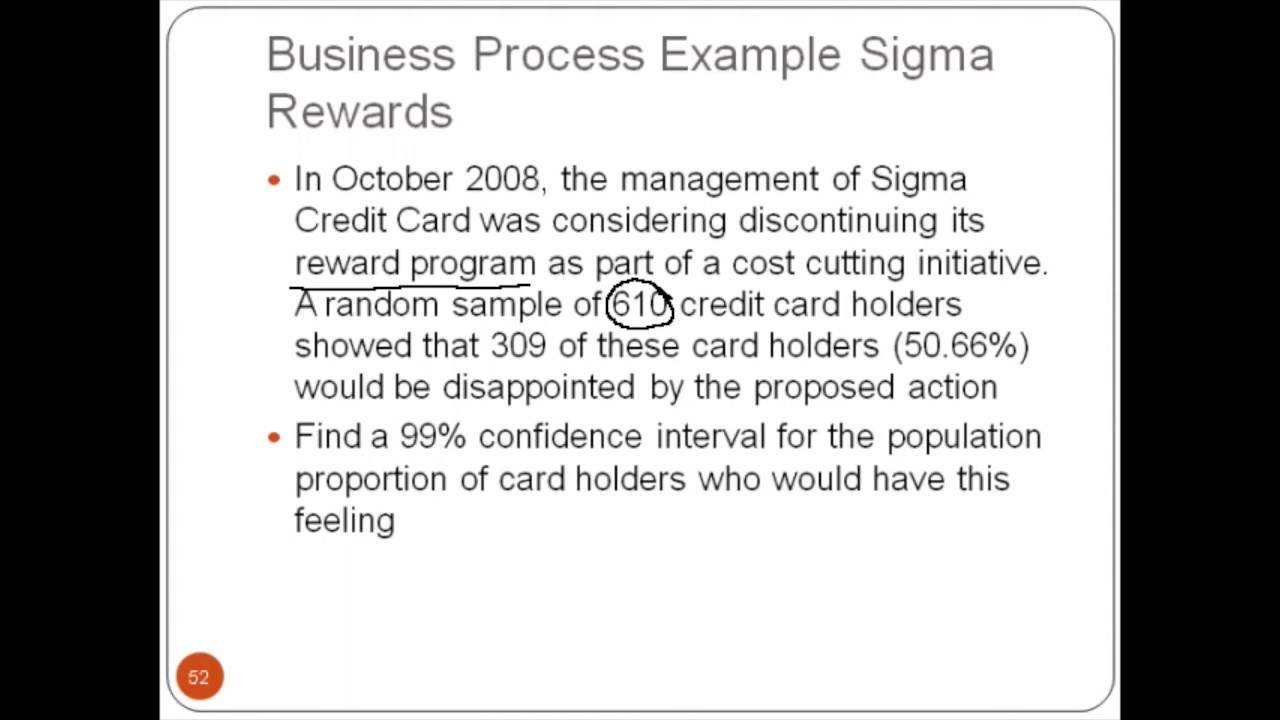 Business Process Example Sigma
Rewards
• In October 2008, the management of Sigma
Credit Card was considering discontinuing its
reward program as part of a cost cutting initiative.
A random sample of 610 credit card holders
showed that 309 of these card holders (50.66%)
would be disappointed by the proposed action
• Find a 99% confidence interval for the population
proportion of card holders who would have this
feeling
52